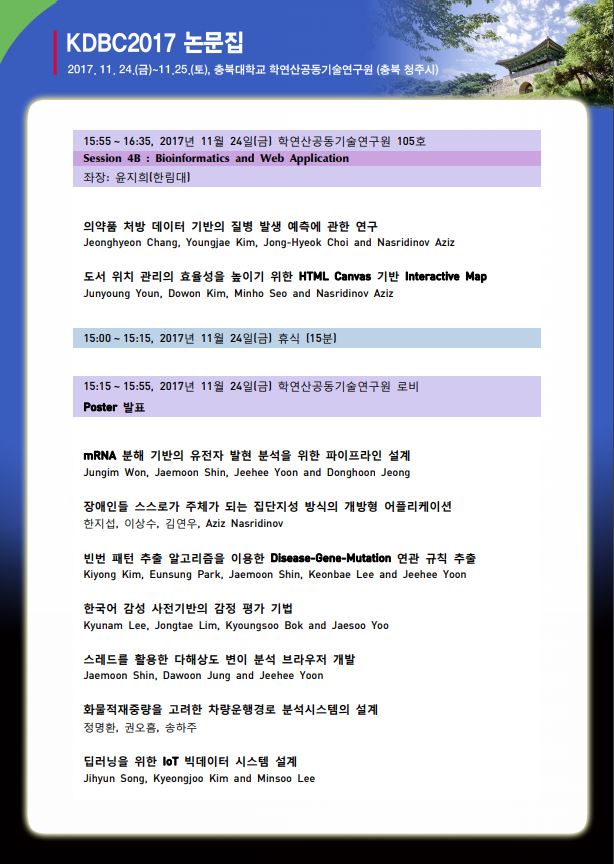 KDBC2017 논문집
2017. 11. 24.(금)~11.25.(토), 충북대학교 학연산공동기술연구원 (충북 청주시)
15:55 ~ 16:35, 2017년 11월 24일(금) 학연산공동기술연구원 105호
Session 4B : Bioinformatics and Web Application
좌장: 윤지희(한림대)
의약품 처방 데이터 기반의 질병 발생 예측에 관한 연구
Jeonghyeon Chang, Youngjae Kim, Jong-Hyeok Choi and Nasridinov Aziz
도서 위치 관리의 효율성을 높이기 위한 HTML Canvas 기반 Interactive Map
Junyoung Youn, Dowon Kim, Minho Seo and Nasridinov Aziz
15:00 ~ 15:15, 2017년 11월 24일(금) 휴식 (15분)
15:15 ~ 15:55, 2017년 11월 24일(금) 학연산공동기술연구원 로비
Poster 발표
mRNA 분해 기반의 유전자 발현 분석을 위한 파이프라인 설계
Jungim Won, Jaemoon Shin, Jeehee Yoon and Donghoon Jeong
장애인들 스스로가 주체가 되는 집단지성 방식의 개방형 어플리케이션
한지섭, 이상수, 김연우, Aziz Nasridinov
빈번 패턴 추출 알고리즘을 이용한 Disease-Gene-Mutation 연관 규칙 추출
Kiyong Kim, Eunsung Park, Jaemoon Shin, Keonbae Lee and Jeehee Yoon
한국어 감성 사전기반의 감정 평가 기법
Kyunam Lee, Jongtae Lim, Kyoungsoo Bok and Jaesoo Yoo
스레드를 활용한 다해상도 변이 분석 브라우저 개발
Jaemoon Shin, Dawoon Jung and Jeehee Yoon
화물적재중량을 고려한 차량운행경로 분석시스템의 설계
정명환, 권오흠, 송하주
딥러닝을 위한 IoT 빅데이터 시스템 설계
Jihyun Song, Kyeongjoo Kim and Minsoo Lee